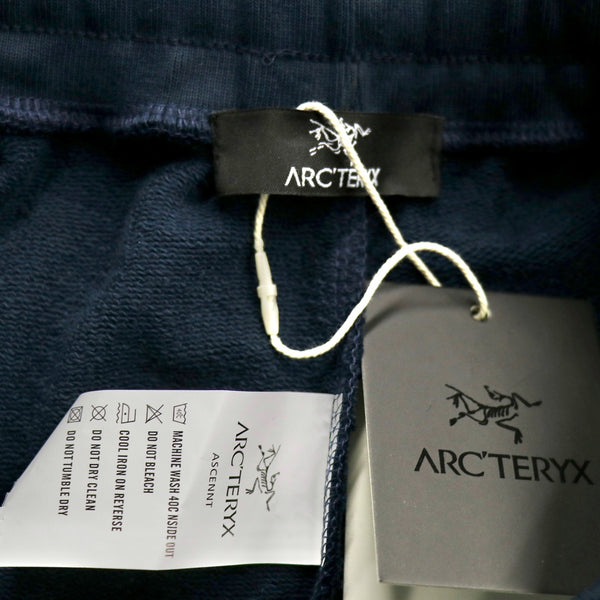 ARC'TERYX
ARC'TERYX
ARC'TERYX
ASCENNT
MACHINE WASH 40C NSIDE OUT
DO NOT BLEACH
COOL IRON ON REVERSE
DO NOT DRY CLEAN
DO NOT TUMBLE DRY